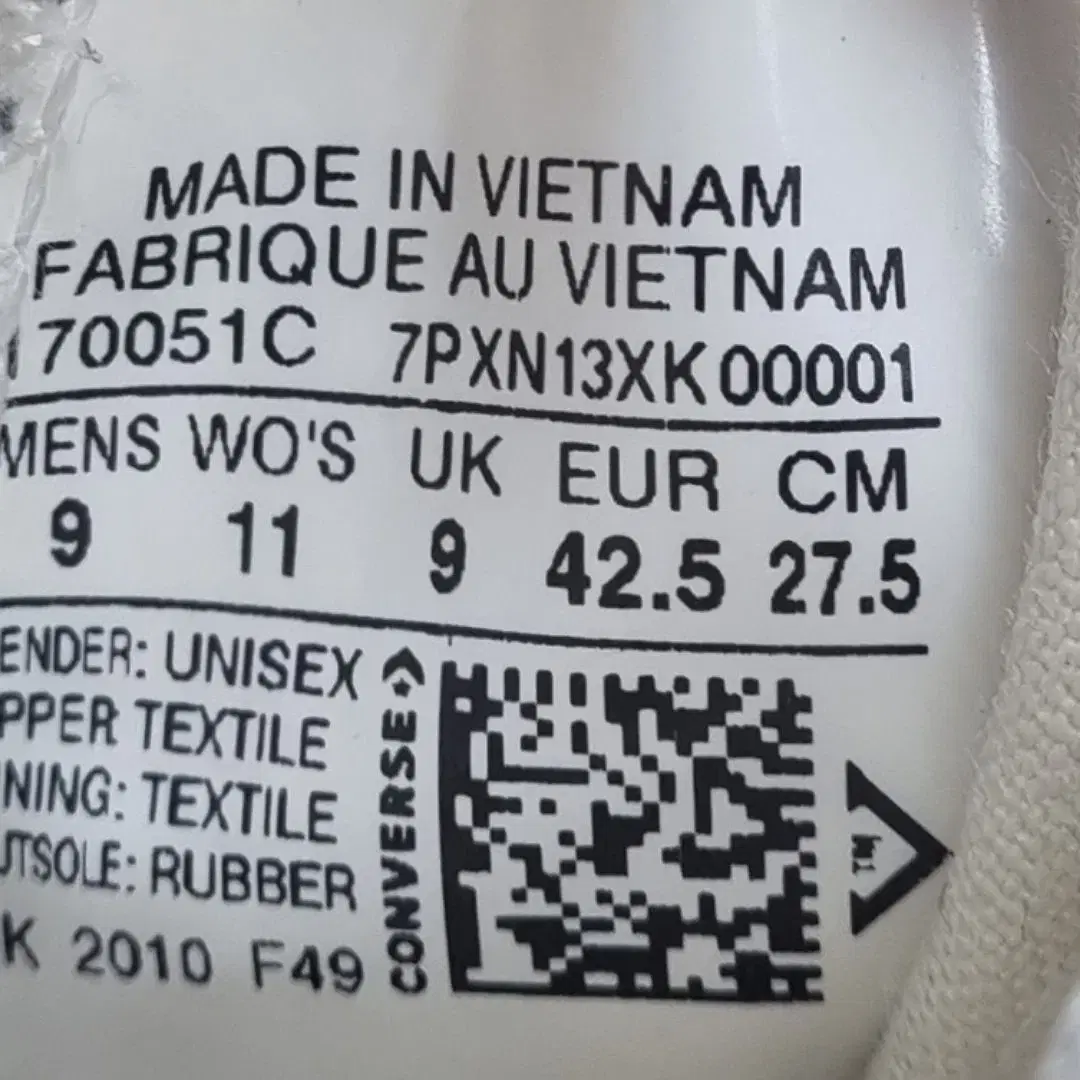 MADE IN VIETNAM
FABRIQUE AU VIETNAM
170051C 7PXN13XK00001
MENS WO'S UK EUR CM
9 11 9 42.5 27.5
ENDER: UNISEX
PPER TEXTILE
NING: TEXTILE
UTSOLE: RUBBER
K 2010 F49
CONVERSE
TM